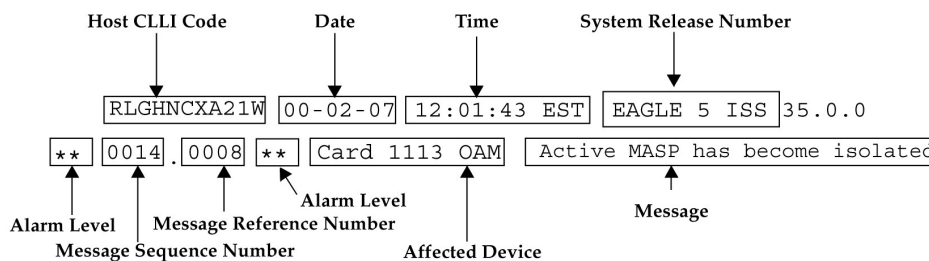 Host CLLI Code Date Time System Release Number
RLGHNCXA21W 00-02-07 12:01:43 EST EAGLE 5 ISS 35.0.0
** 0014.0008 ** Card 1113 OAM Active MASP has become isolated
Alarm Level Message Sequence Number Message Reference Number Alarm Level Affected Device Message